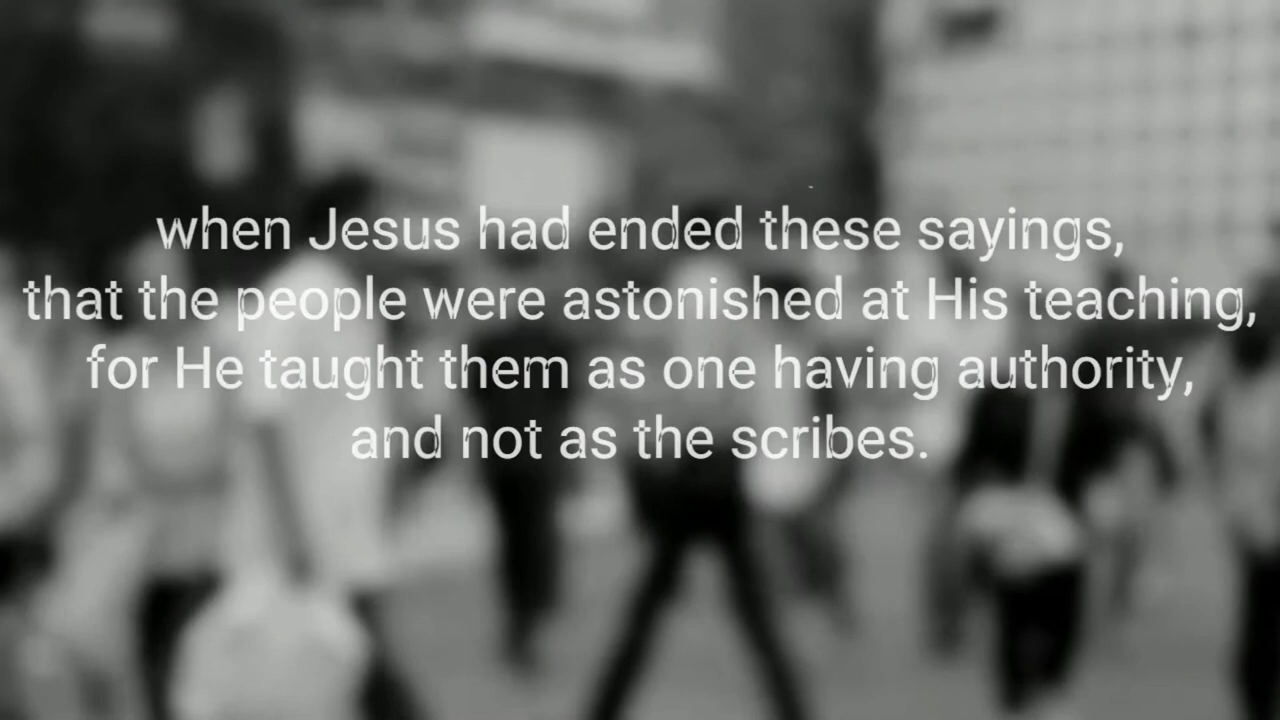 when Jesus had ended these sayings,
that the people were astonished at His teaching,
for He taught them as one having authority,
and not as the scribes.